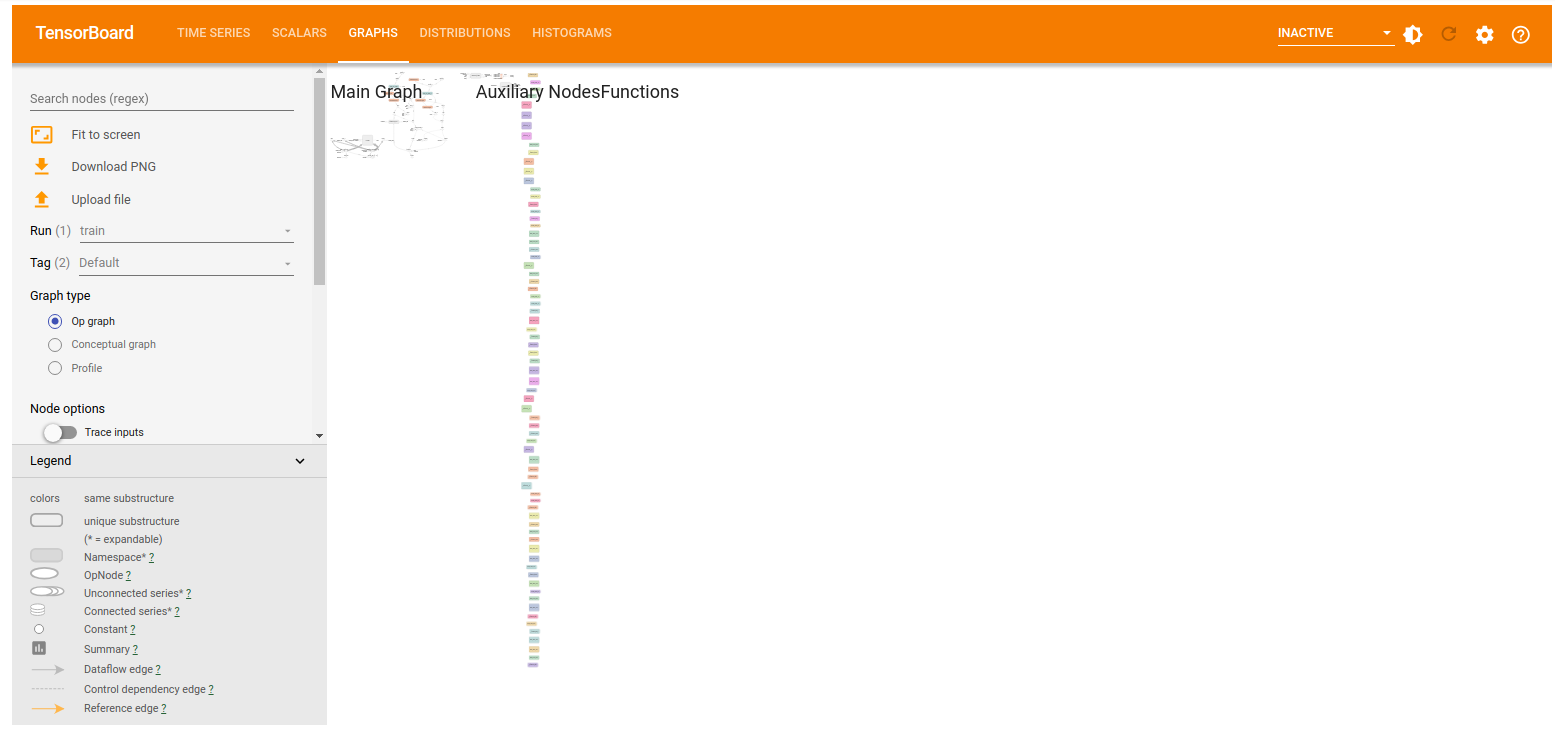 TensorBoard TIME SERIES SCALARS GRAPHS DISTRIBUTIONS HISTOGRAMS INACTIVE
Search nodes (regex)
Fit to screen
Download PNG
Upload file
Run (1) train
Tag (2) Default
Graph type
Op graph
Conceptual graph
Profile
Node options
Trace inputs
Legend
colors same substructure
unique substructure
(* = expandable)
Namespace* ?
OpNode ?
Unconnected series* ?
Connected series* ?
Constant ?
Summary ?
Dataflow edge ?
Control dependency edge ?
Reference edge ?
Main Graph Auxiliary NodesFunctions